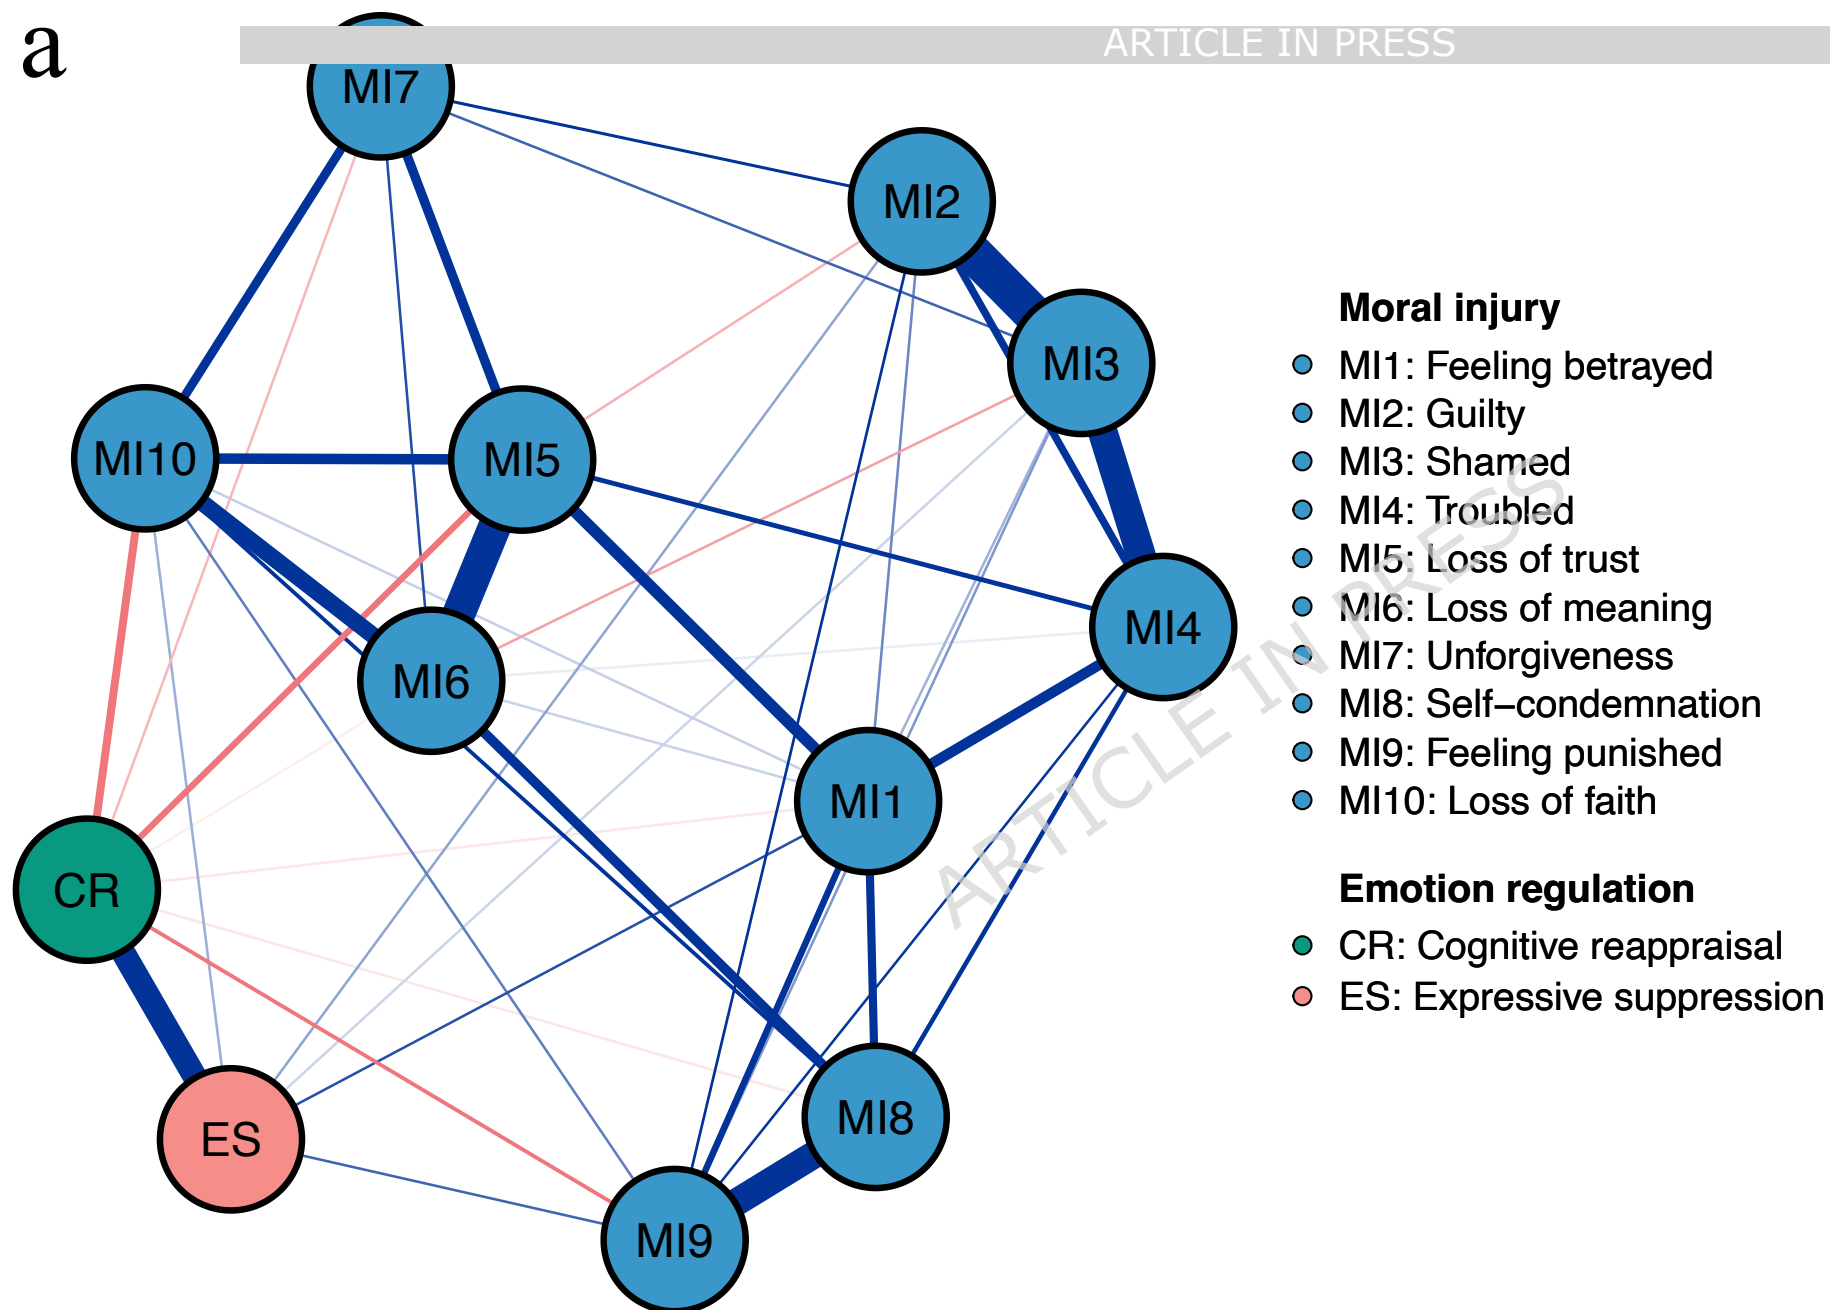 a
ARTICLE IN PRESS
MI7
MI2
MI3
MI10
MI5
MI4
MI6
MI1
CR
ES
MI8
MI9
Moral injury
MI1: Feeling betrayed
MI2: Guilty
MI3: Shamed
MI4: Troubled
MI5: Loss of trust
MI6: Loss of meaning
MI7: Unforgiveness
MI8: Self−condemnation
MI9: Feeling punished
MI10: Loss of faith
Emotion regulation
CR: Cognitive reappraisal
ES: Expressive suppression
ARTICLE IN PRESS